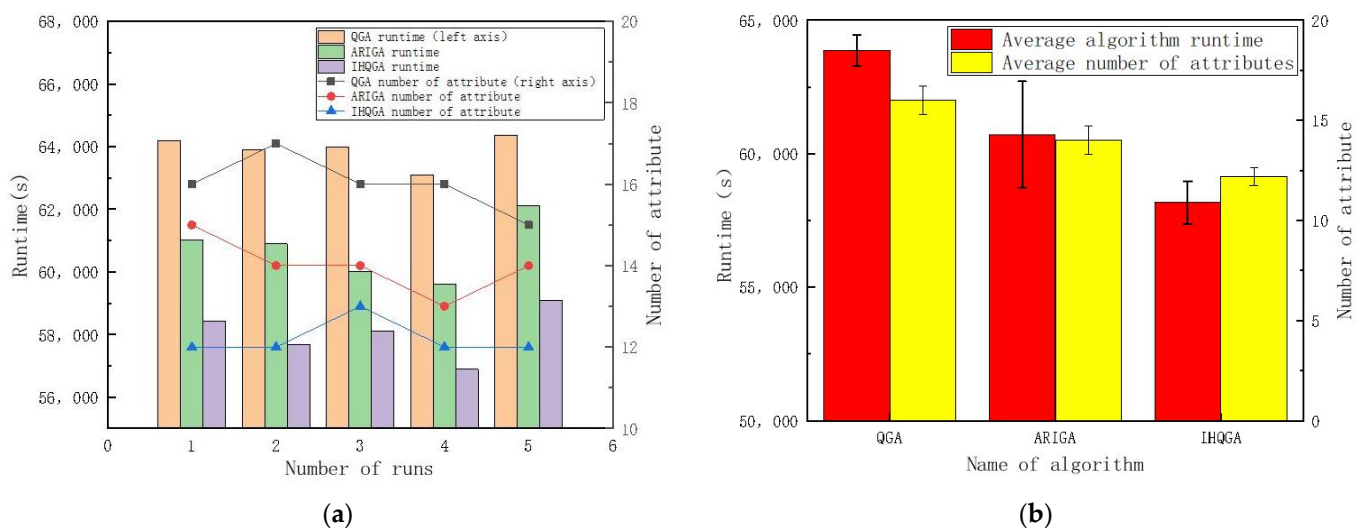 68, 000
66, 000
64, 000
62, 000
60, 000
58, 000
56, 000
Runtime(s)
QGA runtime (left axis)
ARIGA runtime
IHQGA runtime
QGA number of attribute (right axis)
ARIGA number of attribute
IHQGA number of attribute
20
18
16
14
12
10
Number of attribute
0 1 2 3 4 5 6
Number of runs
(a)
65, 000
60, 000
55, 000
50, 000
Runtime (s)
Average algorithm runtime
Average number of attributes
20
15
10
5
0
Number of attribute
QGA ARIGA IHQGA
Name of algorithm
(b)